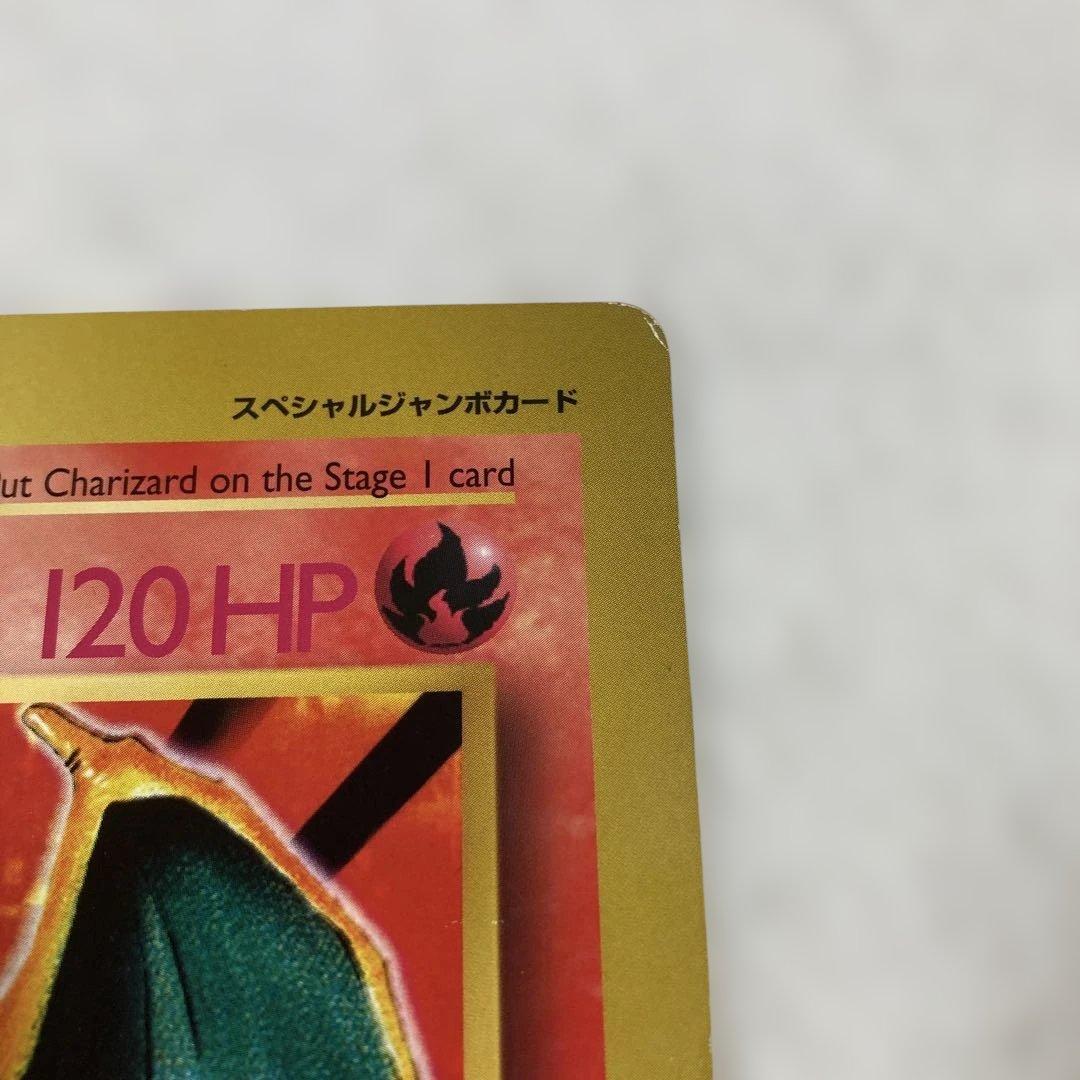 スペシャルジャンボカード
Charizard on the Stage 1 card
120 HP